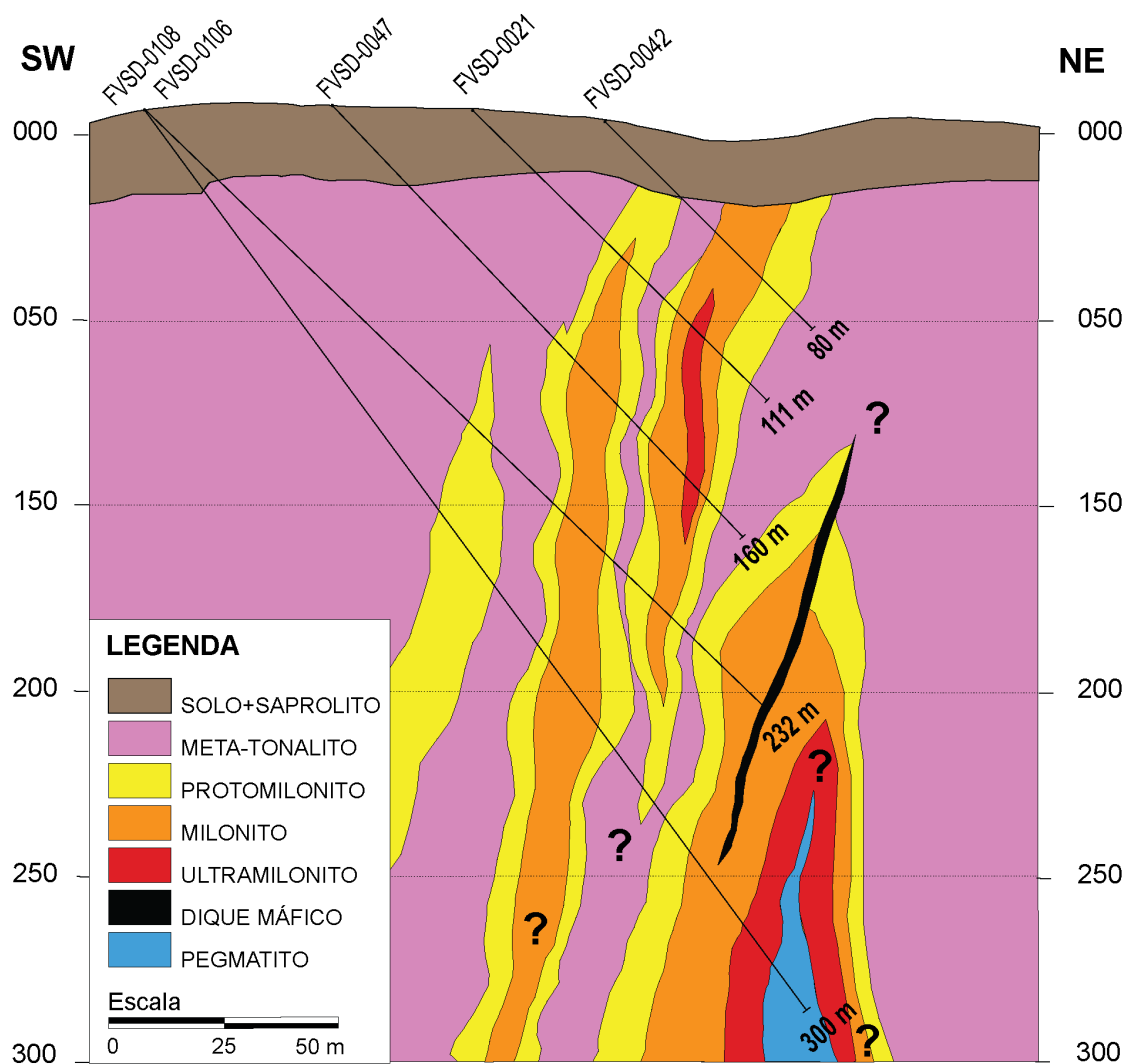 SW
FVSD-0108
FVSD-0106
FVSD-0047
FVSD-0021
FVSD-0042
NE
000
000
050
050
80 m
111 m
?
150
150
160 m
200
200
232 m
?
?
250
250
?
300 m
?
300
300
LEGENDA
SOLO+SAPROLITO
META-TONALITO
PROTOMILONITO
MILONITO
ULTRAMILONITO
DIQUE MÁFICO
PEGMATITO
Escala
0 25 50 m